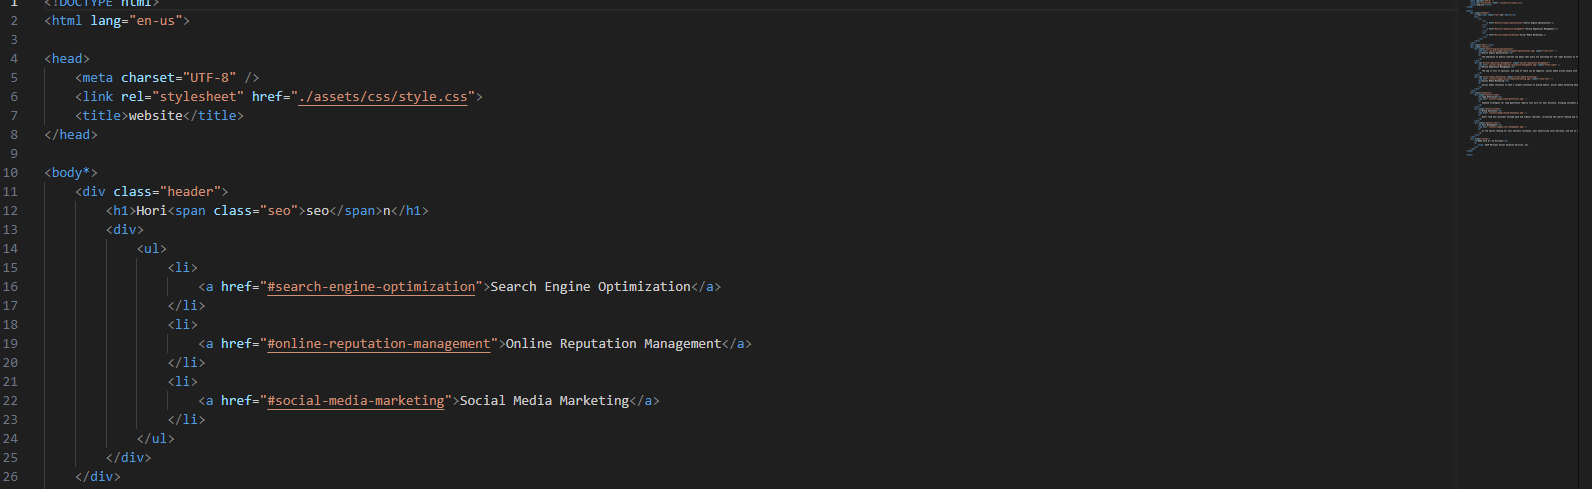 1 <!DOCTYPE html>
2 <html lang="en-us">
3
4 <head>
5 <meta charset="UTF-8" />
6 <link rel="stylesheet" href="./assets/css/style.css">
7 <title>website</title>
8 </head>
9
10 <body*>
11 <div class="header">
12 <h1>Hori<span class="seo">seo</span>n</h1>
13 <div>
14 <ul>
15 <li>
16 <a href="#search-engine-optimization">Search Engine Optimization</a>
17 </li>
18 <li>
19 <a href="#online-reputation-management">Online Reputation Management</a>
20 </li>
21 <li>
22 <a href="#social-media-marketing">Social Media Marketing</a>
23 </li>
24 </ul>
25 </div>
26 </div>